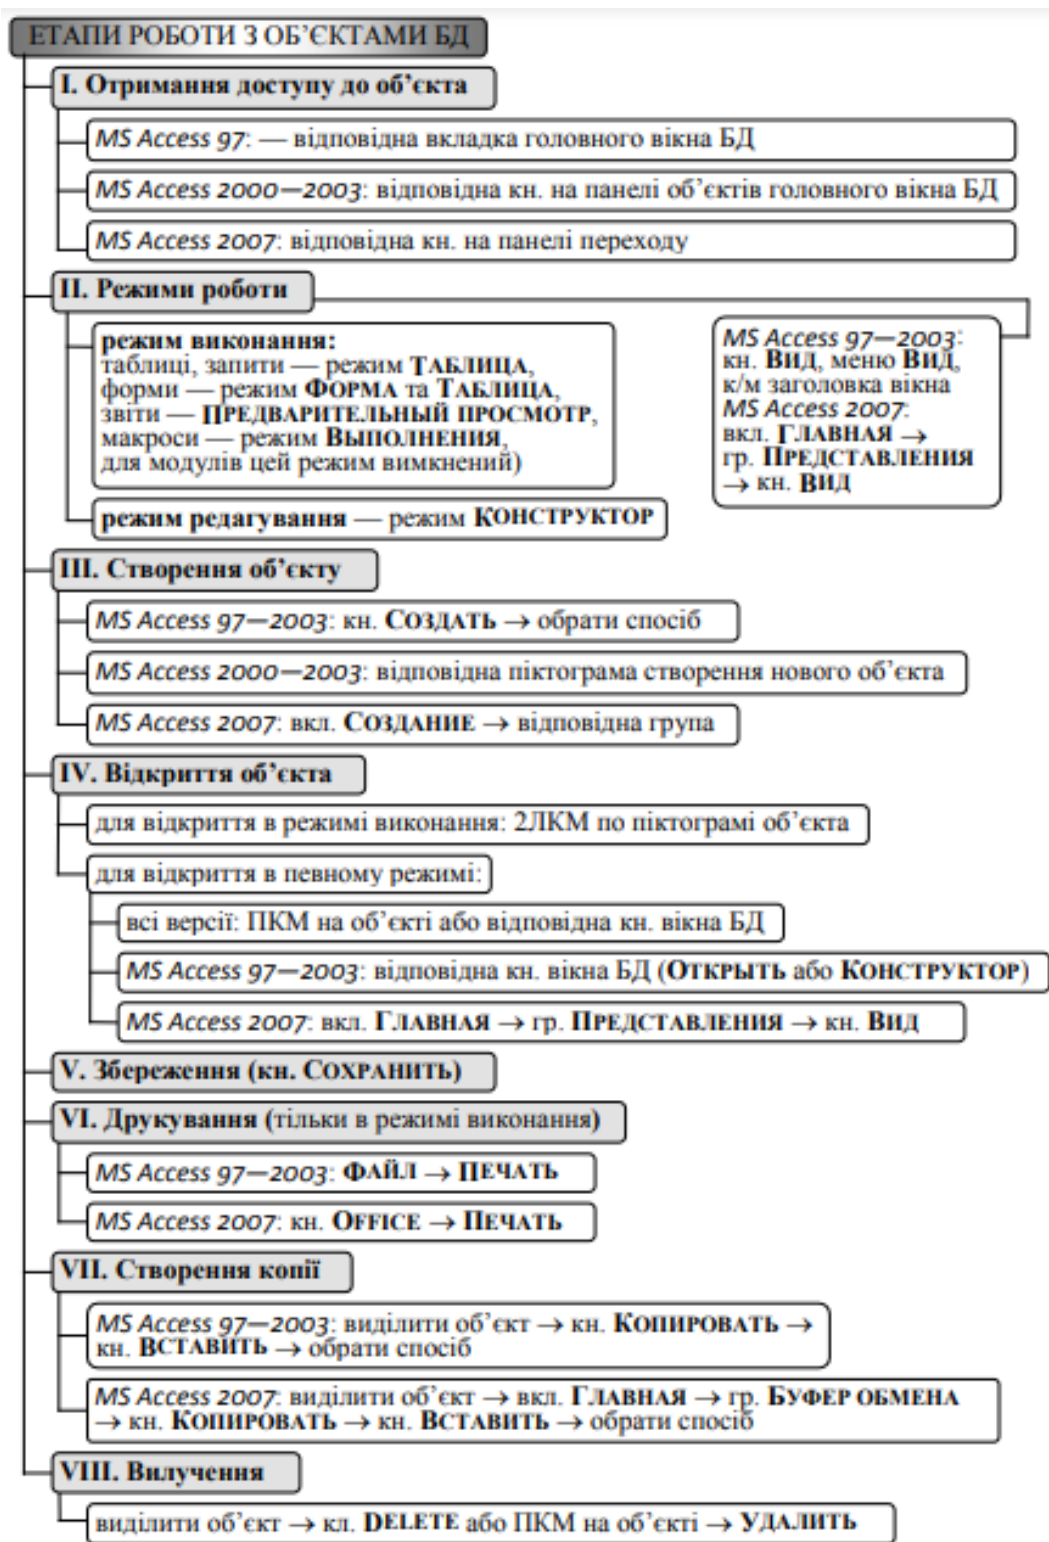 ЕТАПИ РОБОТИ З ОБ’ЄКТАМИ БД
I. Отримання доступу до об’єкта
MS Access 97: — відповідна вкладка головного вікна БД
MS Access 2000—2003: відповідна кн. на панелі об’єктів головного вікна БД
MS Access 2007: відповідна кн. на панелі переходу
II. Режими роботи
режим виконання:
таблиці, запити — режим ТАБЛИЦА,
форми — режим ФОРМА та ТАБЛИЦА,
звіти — ПРЕДВАРИТЕЛЬНЫЙ ПРОСМОТР,
макроси — режим ВЫПОЛНЕНИЯ,
для модулів цей режим вимкнений)
MS Access 97—2003:
кн. ВИД, меню ВИД,
к/м заголовка вікна
MS Access 2007:
вкл. ГЛАВНАЯ →
гр. ПРЕДСТАВЛЕНИЯ
→ кн. ВИД
режим редагування — режим КОНСТРУКТОР
III. Створення об’єкту
MS Access 97—2003: кн. СОЗДАТЬ → обрати спосіб
MS Access 2000—2003: відповідна піктограма створення нового об’єкта
MS Access 2007: вкл. СОЗДАНИЕ → відповідна група
IV. Відкриття об’єкта
для відкриття в режимі виконання: 2ЛКМ по піктограмі об’єкта
для відкриття в певному режимі:
всі версії: ПКМ на об’єкті або відповідна кн. вікна БД
MS Access 97—2003: відповідна кн. вікна БД (ОТКРЫТЬ або КОНСТРУКТОР)
MS Access 2007: вкл. ГЛАВНАЯ → гр. ПРЕДСТАВЛЕНИЯ → кн. ВИД
V. Збереження (кн. СОХРАНИТЬ)
VI. Друкування (тільки в режимі виконання)
MS Access 97—2003: ФАЙЛ → ПЕЧАТЬ
MS Access 2007: кн. OFFICE → ПЕЧАТЬ
VII. Створення копії
MS Access 97—2003: виділити об’єкт → кн. КОПИРОВАТЬ →
кн. ВСТАВИТЬ → обрати спосіб
MS Access 2007: виділити об’єкт → вкл. ГЛАВНАЯ → гр. БУФЕР ОБМЕНА
→ кн. КОПИРОВАТЬ → кн. ВСТАВИТЬ → обрати спосіб
VIII. Вилучення
виділити об’єкт → кл. DELETE або ПКМ на об’єкті → УДАЛИТЬ